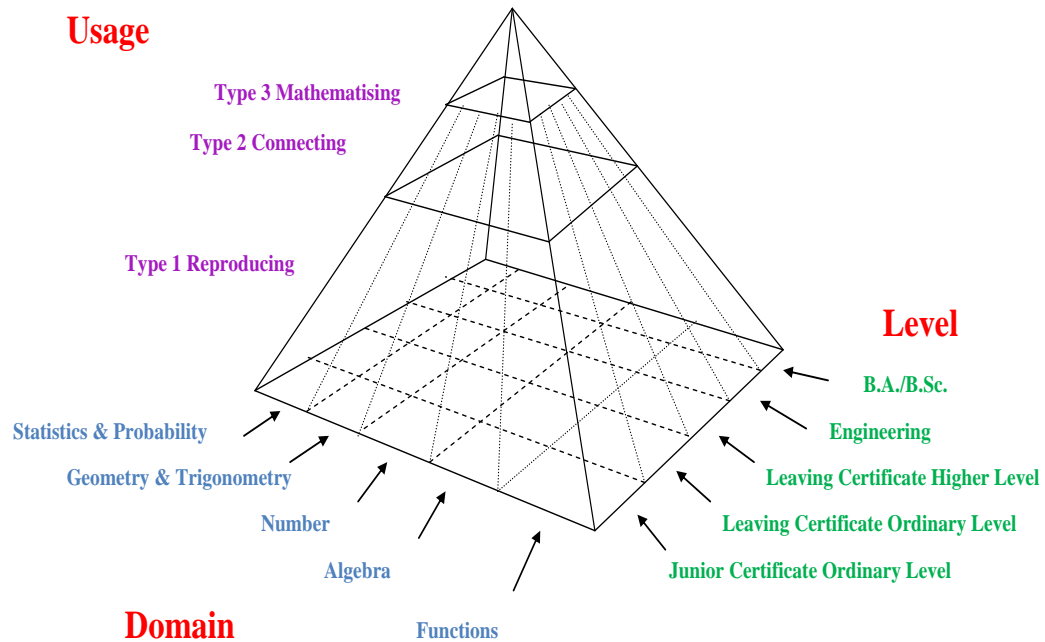 Usage
Type 3 Mathematising
Type 2 Connecting
Type 1 Reproducing
Level
B.A./B.Sc.
Engineering
Leaving Certificate Higher Level
Leaving Certificate Ordinary Level
Junior Certificate Ordinary Level
Statistics & Probability
Geometry & Trigonometry
Number
Algebra
Functions
Domain